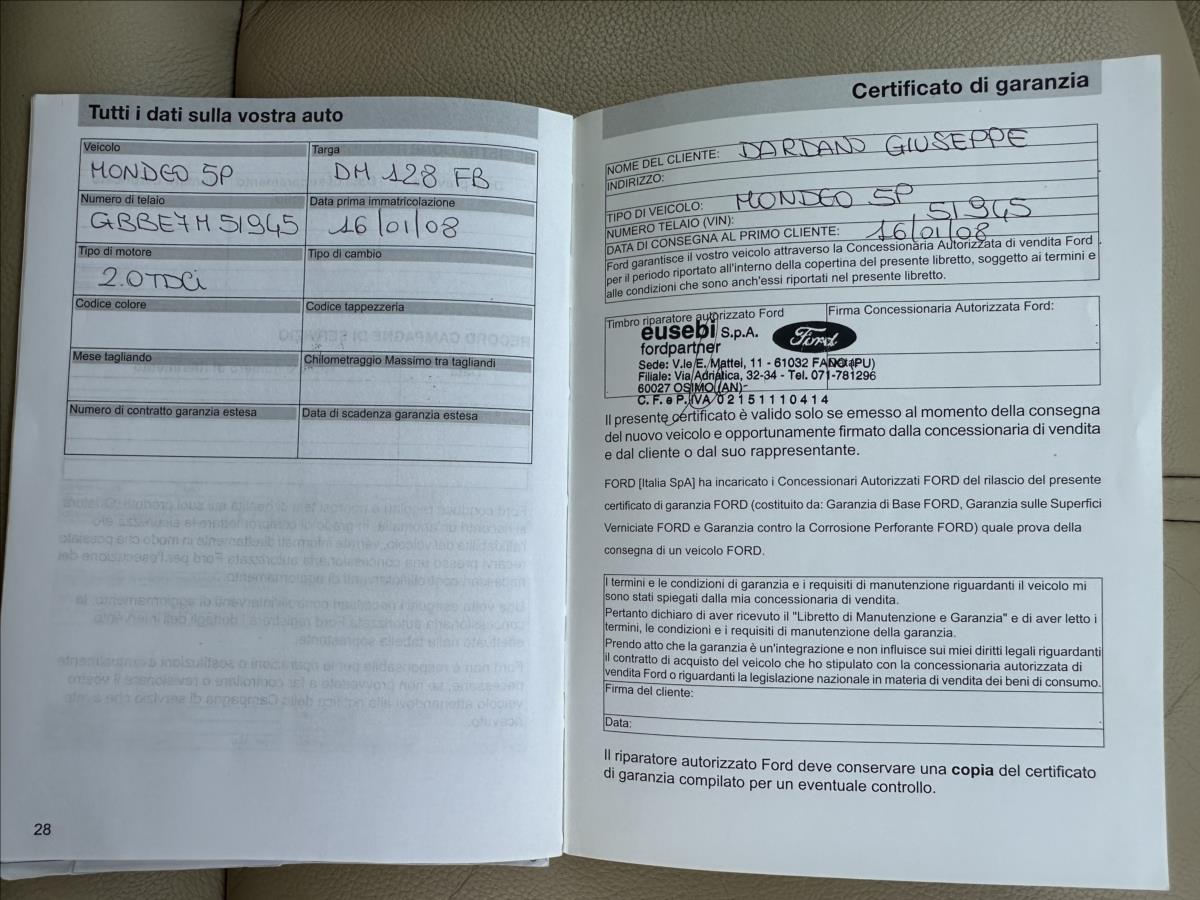 Tutti i dati sulla vostra auto
Veicolo
Targa
MONDEO 5P
DM 128 FB
Numero di telaio
Data prima immatricolazione
GBBE7M51945
16/01/08
Tipo di motore
Tipo di cambio
2.0 TDCi
Codice colore
Codice tappezzeria
Mese tagliando
Chilometraggio Massimo tra tagliandi
Numero di contratto garanzia estesa
Data di scadenza garanzia estesa
28
Certificato di garanzia
NOME DEL CLIENTE: DARDANO GIUSEPPE
INDIRIZZO:
TIPO DI VEICOLO: MONDEO 5P
NUMERO TELAIO (VIN): 51945
DATA DI CONSEGNA AL PRIMO CLIENTE: 16/01/08
Ford garantisce il vostro veicolo attraverso la Concessionaria Autorizzata di vendita Ford
per il periodo riportato all'interno della copertina del presente libretto, soggetto ai termini e
alle condizioni che sono anch'essi riportati nel presente libretto.
Timbro riparatore autorizzato Ford
Firma Concessionaria Autorizzata Ford:
eusebi S.p.A.
Ford
fordpartner
Sede: V.le E. Mattei, 11 - 61032 FANO (PU)
Filiale: Via Adriatica, 32-34 - Tel. 071-781296
60027 OSIMO (AN)
C. F. e P. IVA 02151110414
Il presente certificato è valido solo se emesso al momento della consegna
del nuovo veicolo e opportunamente firmato dalla concessionaria di vendita
e dal cliente o dal suo rappresentante.
FORD [Italia SpA] ha incaricato i Concessionari Autorizzati FORD del rilascio del presente
certificato di garanzia FORD (costituito da: Garanzia di Base FORD, Garanzia sulle Superfici
Verniciate FORD e Garanzia contro la Corrosione Perforante FORD) quale prova della
consegna di un veicolo FORD.
I termini e le condizioni di garanzia e i requisiti di manutenzione riguardanti il veicolo mi
sono stati spiegati dalla mia concessionaria di vendita.
Pertanto dichiaro di aver ricevuto il "Libretto di Manutenzione e Garanzia" e di aver letto i
termini, le condizioni e i requisiti di manutenzione della garanzia.
Prendo atto che la garanzia è un'integrazione e non influisce sui miei diritti legali riguardanti
il contratto di acquisto del veicolo che ho stipulato con la concessionaria autorizzata di
vendita Ford o riguardanti la legislazione nazionale in materia di vendita dei beni di consumo.
Firma del cliente:
Data:
Il riparatore autorizzato Ford deve conservare una copia del certificato
di garanzia compilato per un eventuale controllo.